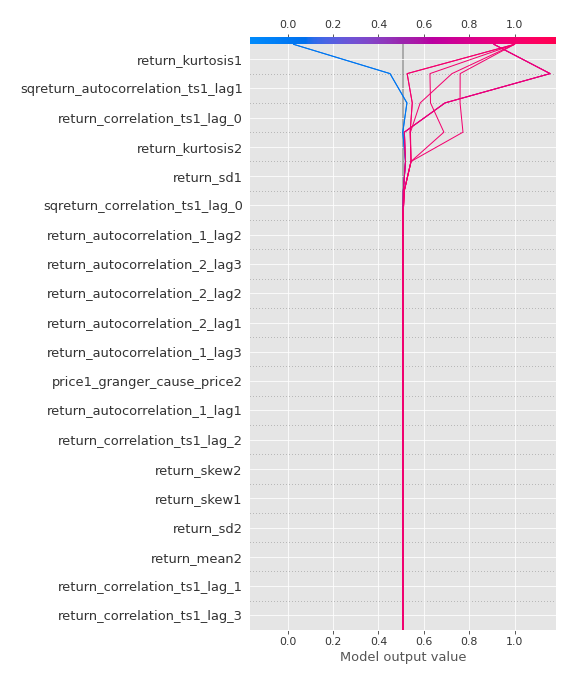 0.0 0.2 0.4 0.6 0.8 1.0
return_kurtosis1
sqreturn_autocorrelation_ts1_lag1
return_correlation_ts1_lag_0
return_kurtosis2
return_sd1
sqreturn_correlation_ts1_lag_0
return_autocorrelation_1_lag2
return_autocorrelation_2_lag3
return_autocorrelation_2_lag2
return_autocorrelation_2_lag1
return_autocorrelation_1_lag3
price1_granger_cause_price2
return_autocorrelation_1_lag1
return_correlation_ts1_lag_2
return_skew2
return_skew1
return_sd2
return_mean2
return_correlation_ts1_lag_1
return_correlation_ts1_lag_3
0.0 0.2 0.4 0.6 0.8 1.0
Model output value